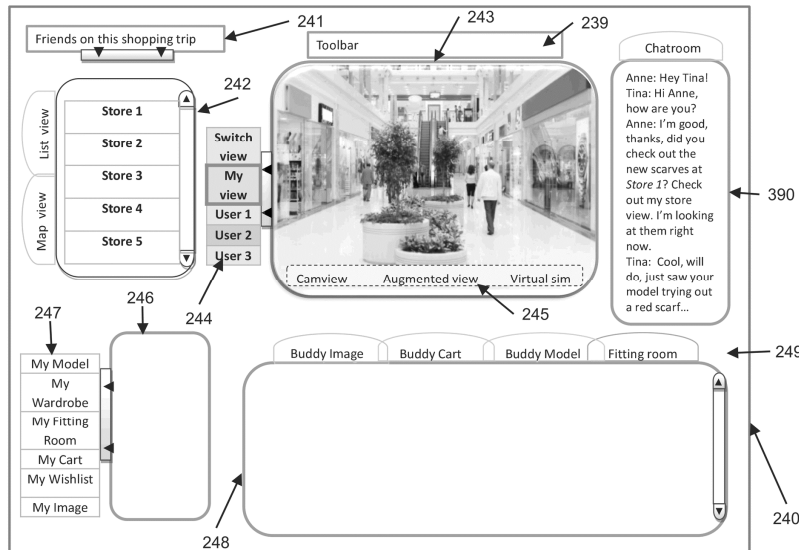 241
243
239
Friends on this shopping trip
Toolbar
Chatroom
242
List view
Map view
Store 1
Store 2
Store 3
Store 4
Store 5
Switch
view
My
view
User 1
User 2
User 3
244
Camview Augmented view Virtual sim
245
Anne: Hey Tina!
Tina: Hi Anne,
how are you?
Anne: I'm good,
thanks, did you
check out the
new scarves at
Store 1? Check
out my store
view. I'm looking
at them right
now.
Tina: Cool, will
do, just saw your
model trying out
a red scarf...
390
247
246
My Model
My
Wardrobe
My Fitting
Room
My Cart
My Wishlist
My Image
Buddy Image Buddy Cart Buddy Model Fitting room
249
240
248